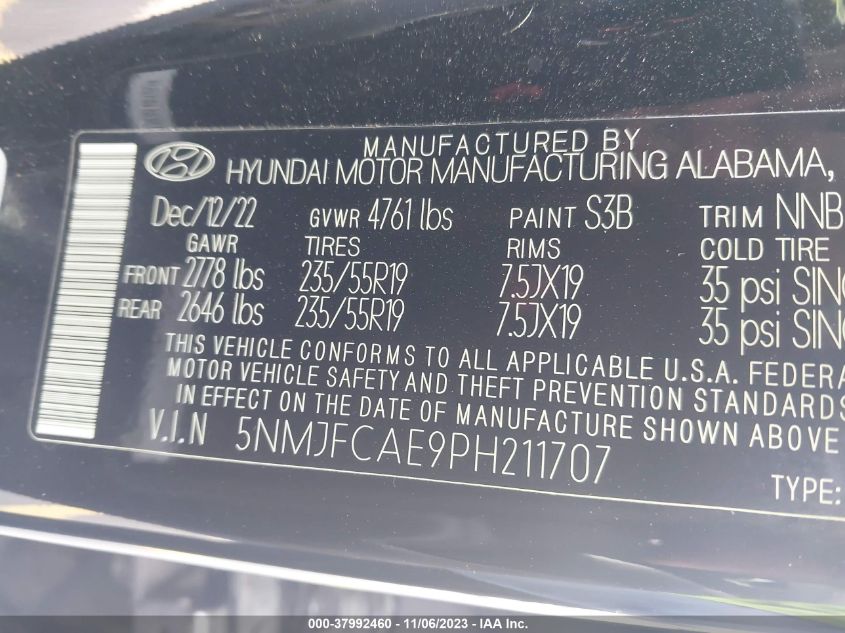 MANUFACTURED BY
HYUNDAI MOTOR MANUFACTURING ALABAMA,
Dec/12/22 GVWR 4761 lbs PAINT S3B TRIM NNB
GAWR TIRES RIMS COLD TIRE
FRONT 2778 lbs 235/55R19 7.5JX19 35 psi SING
REAR 2646 lbs 235/55R19 7.5JX19 35 psi SING
THIS VEHICLE CONFORMS TO ALL APPLICABLE U.S.A. FEDERA
MOTOR VEHICLE SAFETY AND THEFT PREVENTION STANDARDS
IN EFFECT ON THE DATE OF MANUFACTURE SHOWN ABOVE
V.I.N 5NMJFCAE9PH211707
TYPE:
000-37992460 - 11/06/2023 - IAA Inc.